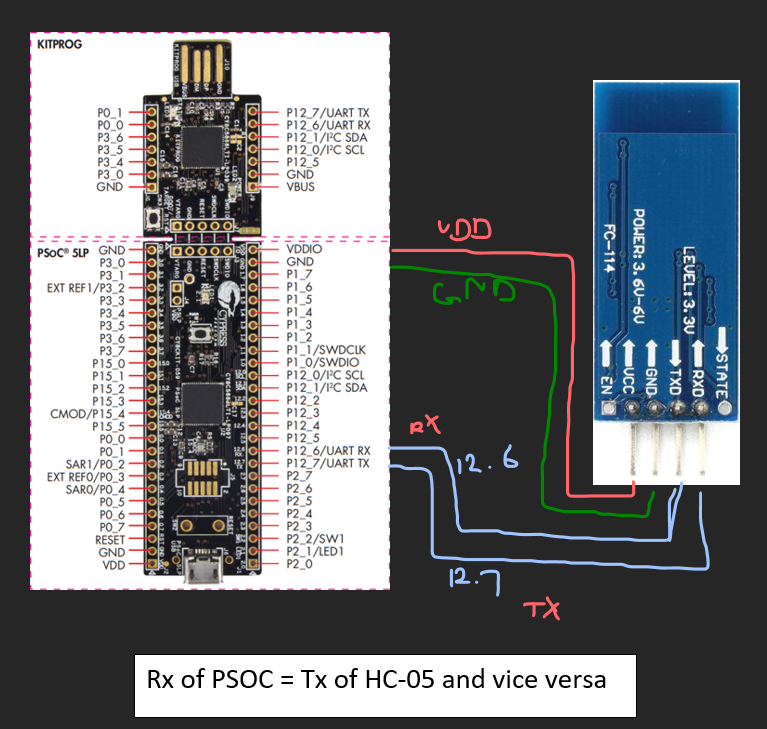 KITPROG
P0_1
P0_0
P3_6
P3_5
P3_4
P3_0
GND
P12_7/UART TX
P12_6/UART RX
P12_1/I²C SDA
P12_0/I²C SCL
P12_5
GND
VBUS
PSoC® 5LP
GND
P3_0
P3_1
EXT REF1/P3_2
P3_3
P3_4
P3_5
P3_6
P3_7
P15_0
P15_1
P15_2
P15_3
CMOD/P15_4
P15_5
P0_0
P0_1
SAR1/P0_2
EXT REF0/P0_3
SAR0/P0_4
P0_5
P0_6
P0_7
RESET
GND
VDD
CYPRESS
VDDIO
GND
P1_7
P1_6
P1_5
P1_4
P1_3
P1_2
P1_1/SWDCLK
P1_0/SWDIO
P12_1/I²C SCL
P12_1/I²C SDA
P12_2
P12_3
P12_4
P12_5
P12_6/UART RX
P12_7/UART TX
P2_7
P2_6
P2_5
P2_4
P2_3
P2_2/SW1
P2_1/LED1
P2_0
VDD
GND
RX
12.6
12.7
TX
FC-114
POWER:3.6V-6V
LEVEL:3.3V
EN
VCC
GND
TXD
RXD
STATE
Rx of PSOC = Tx of HC-05 and vice versa